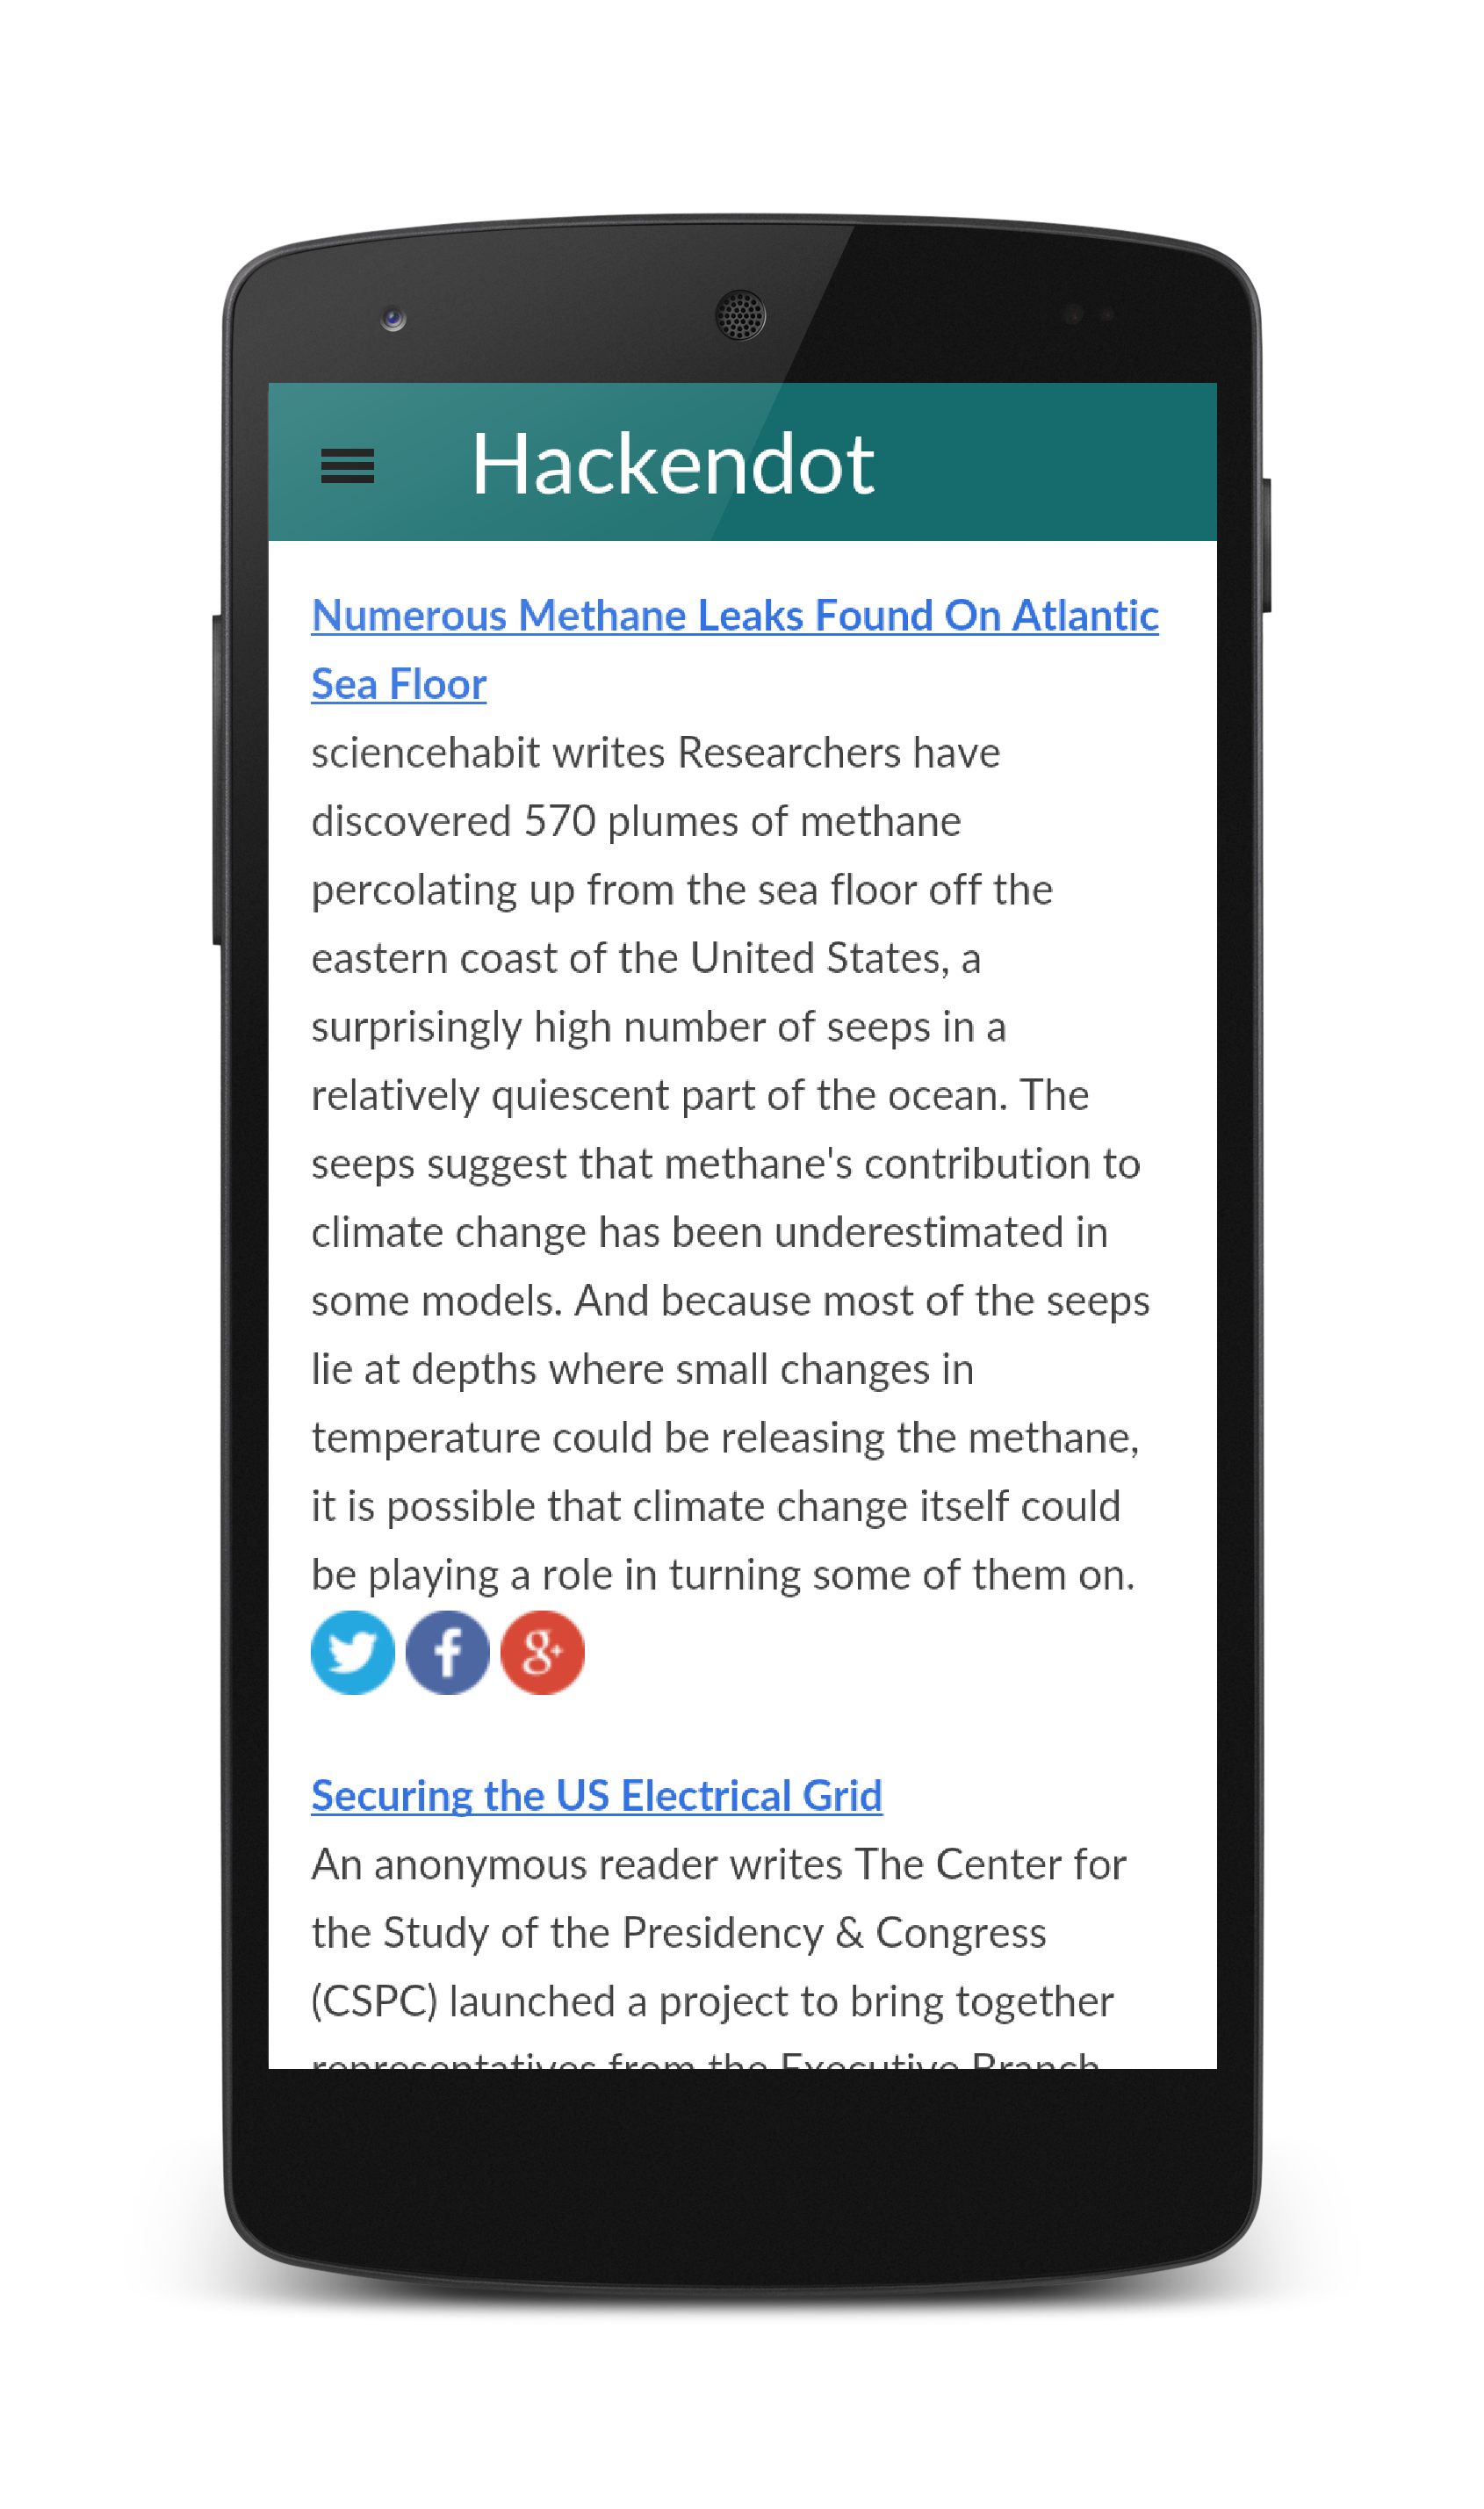 Hackendot
Numerous Methane Leaks Found On Atlantic
Sea Floor
sciencehabit writes Researchers have
discovered 570 plumes of methane
percolating up from the sea floor off the
eastern coast of the United States, a
surprisingly high number of seeps in a
relatively quiescent part of the ocean. The
seeps suggest that methane's contribution to
climate change has been underestimated in
some models. And because most of the seeps
lie at depths where small changes in
temperature could be releasing the methane,
it is possible that climate change itself could
be playing a role in turning some of them on.
Securing the US Electrical Grid
An anonymous reader writes The Center for
the Study of the Presidency & Congress
(CSPC) launched a project to bring together
representatives from the Executive Branch